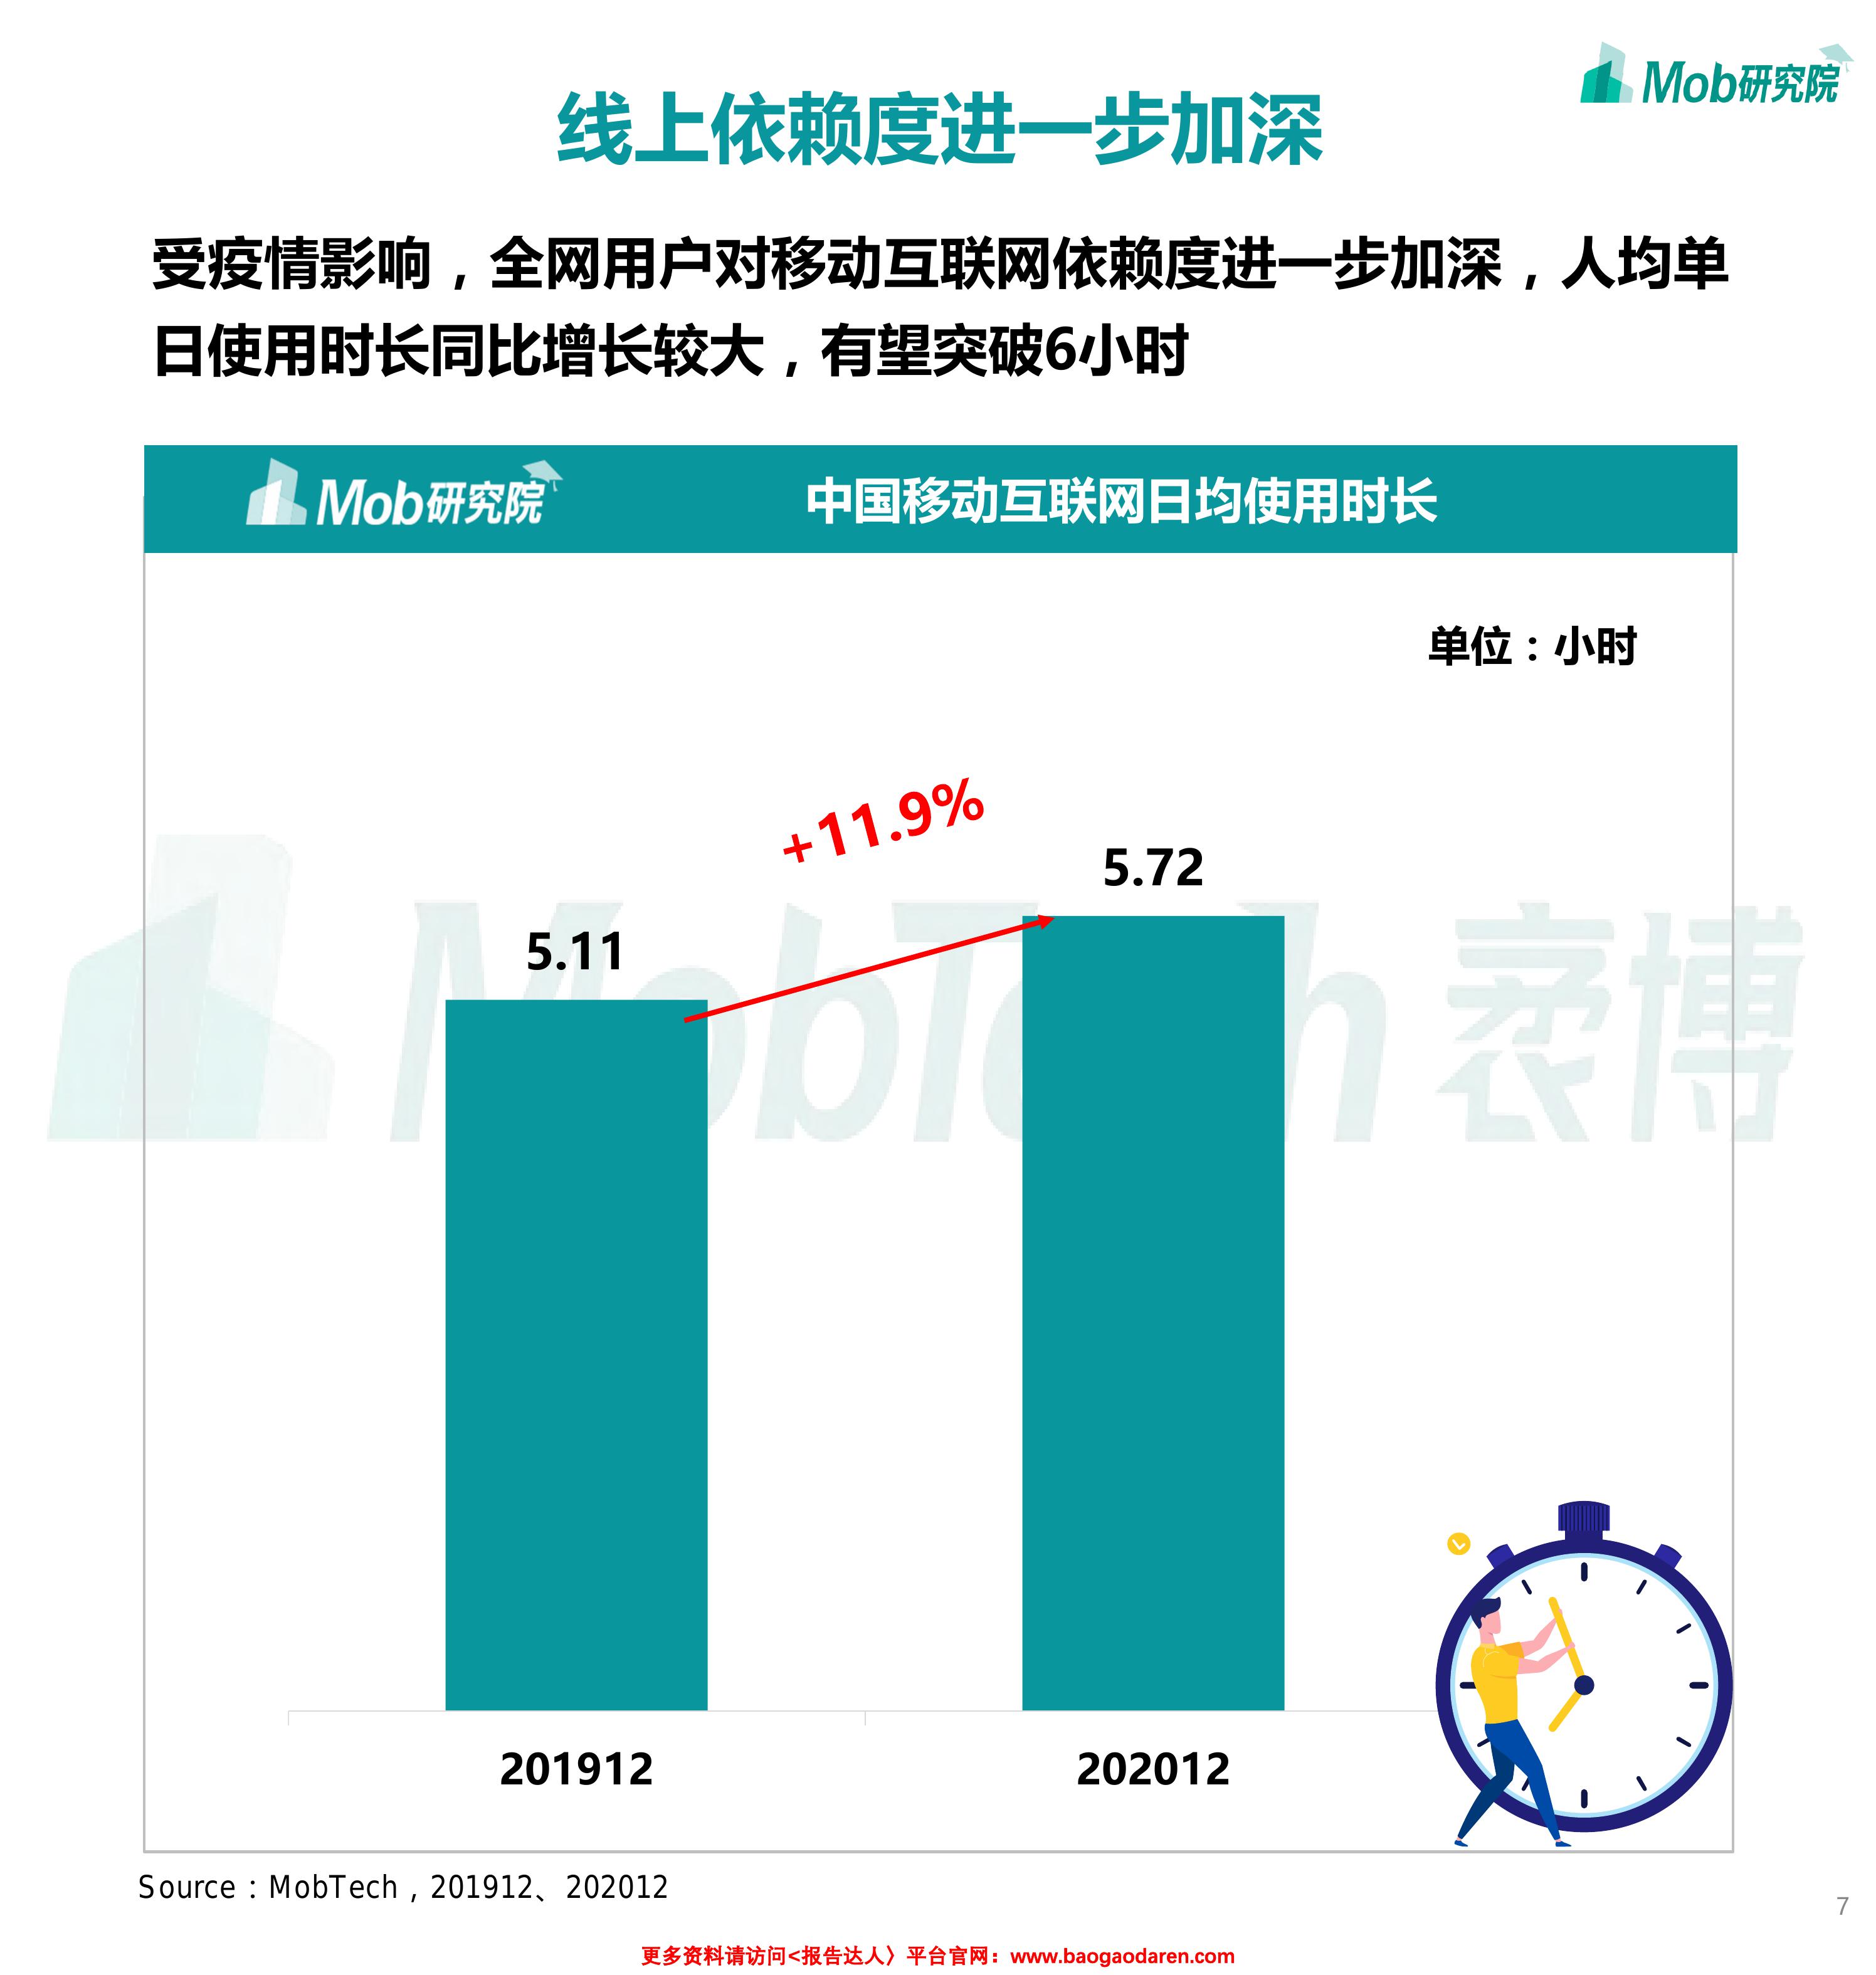 Mob研究院
线上依赖度进一步加深
受疫情影响，全网用户对移动互联网依赖度进一步加深，人均单
日使用时长同比增长较大，有望突破6小时
Mob研究院 中国移动互联网日均使用时长
单位：小时
+11.9%
5.72
5.11
MobTech 袤博
201912 202012
Source：MobTech，201912、202012
7
更多资料请访问<报告达人〉平台官网：www.baogaodaren.com